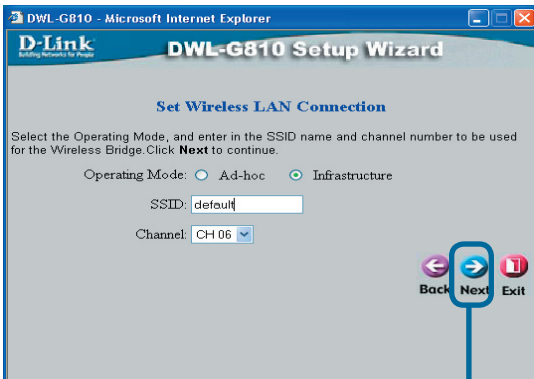 DWL-G810 - Microsoft Internet Explorer
D-Link
Building Networks for People
DWL-G810 Setup Wizard
Set Wireless LAN Connection
Select the Operating Mode, and enter in the SSID name and channel number to be used
for the Wireless Bridge.Click Next to continue.
Operating Mode: Ad-hoc Infrastructure
SSID: default
Channel: CH 06
Back Next Exit